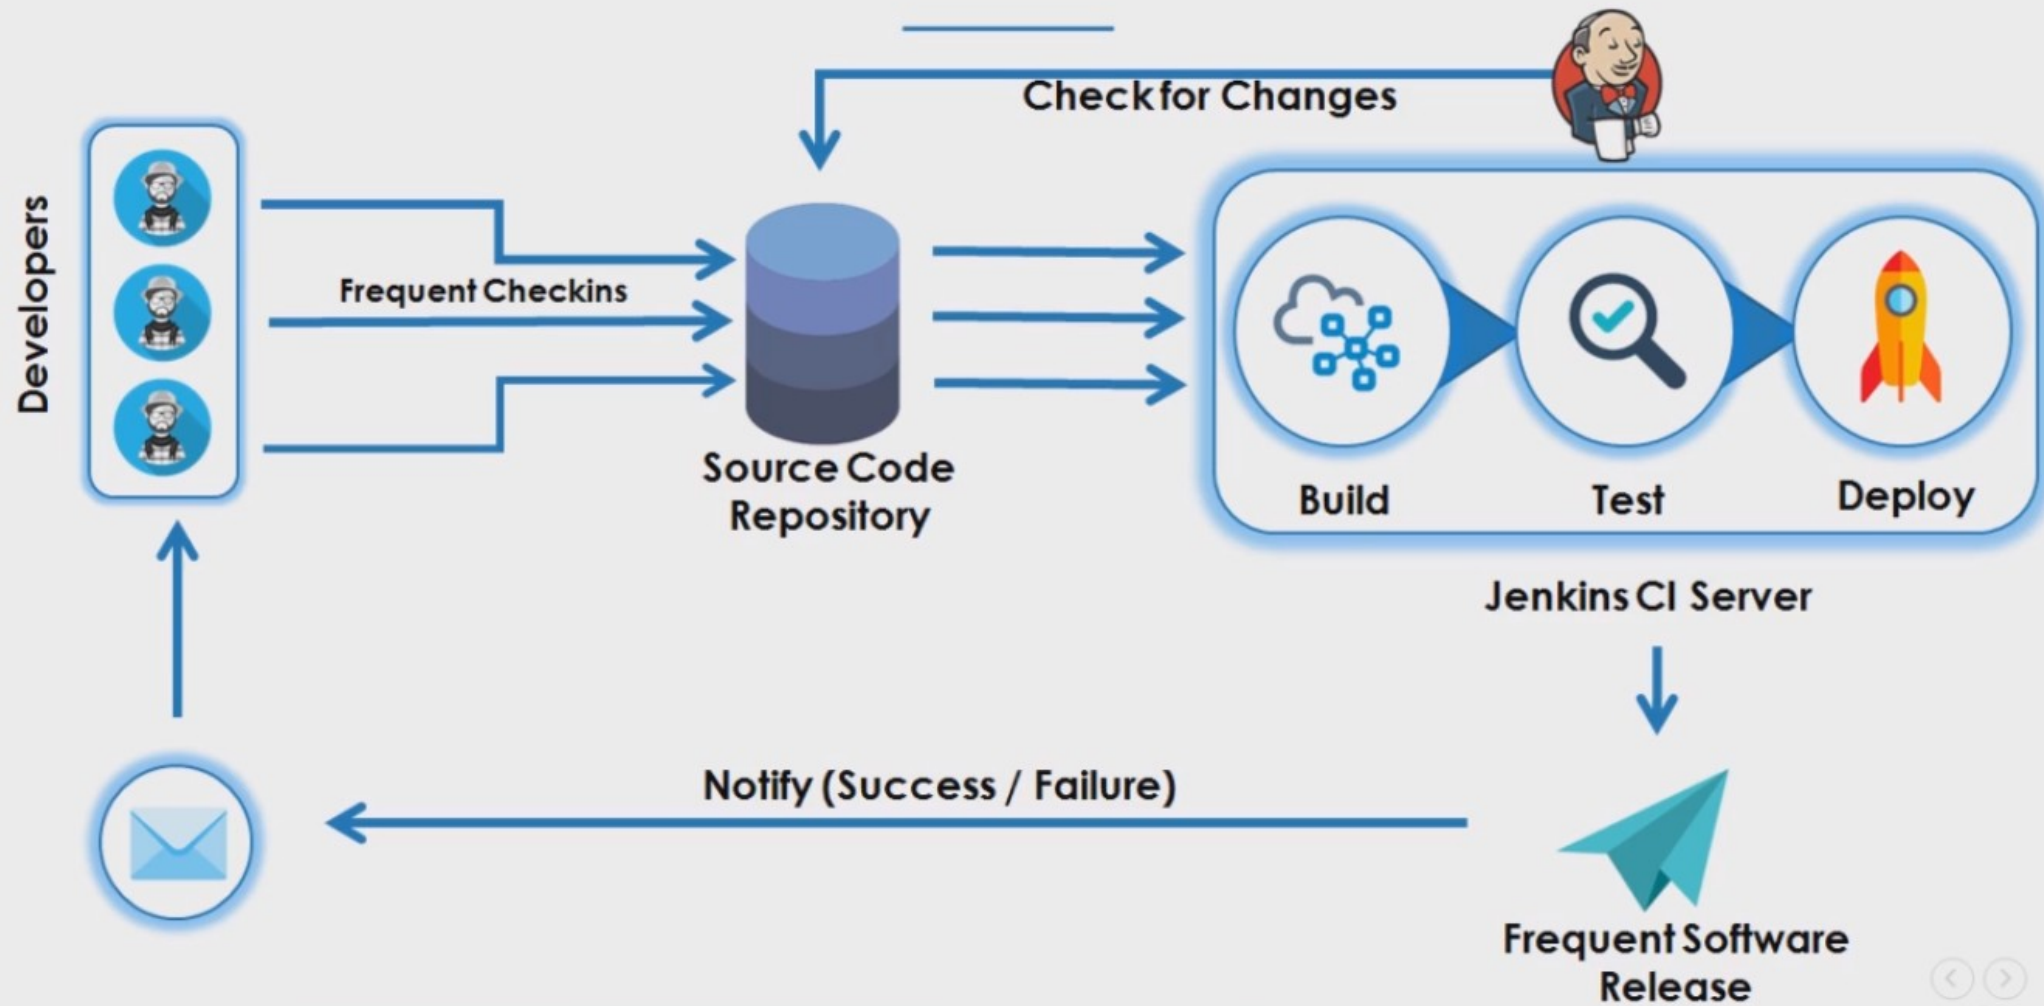 Check for Changes
Developers
Frequent Checkins
Source Code
Repository
Build
Test
Deploy
Jenkins CI Server
Notify (Success / Failure)
Frequent Software
Release